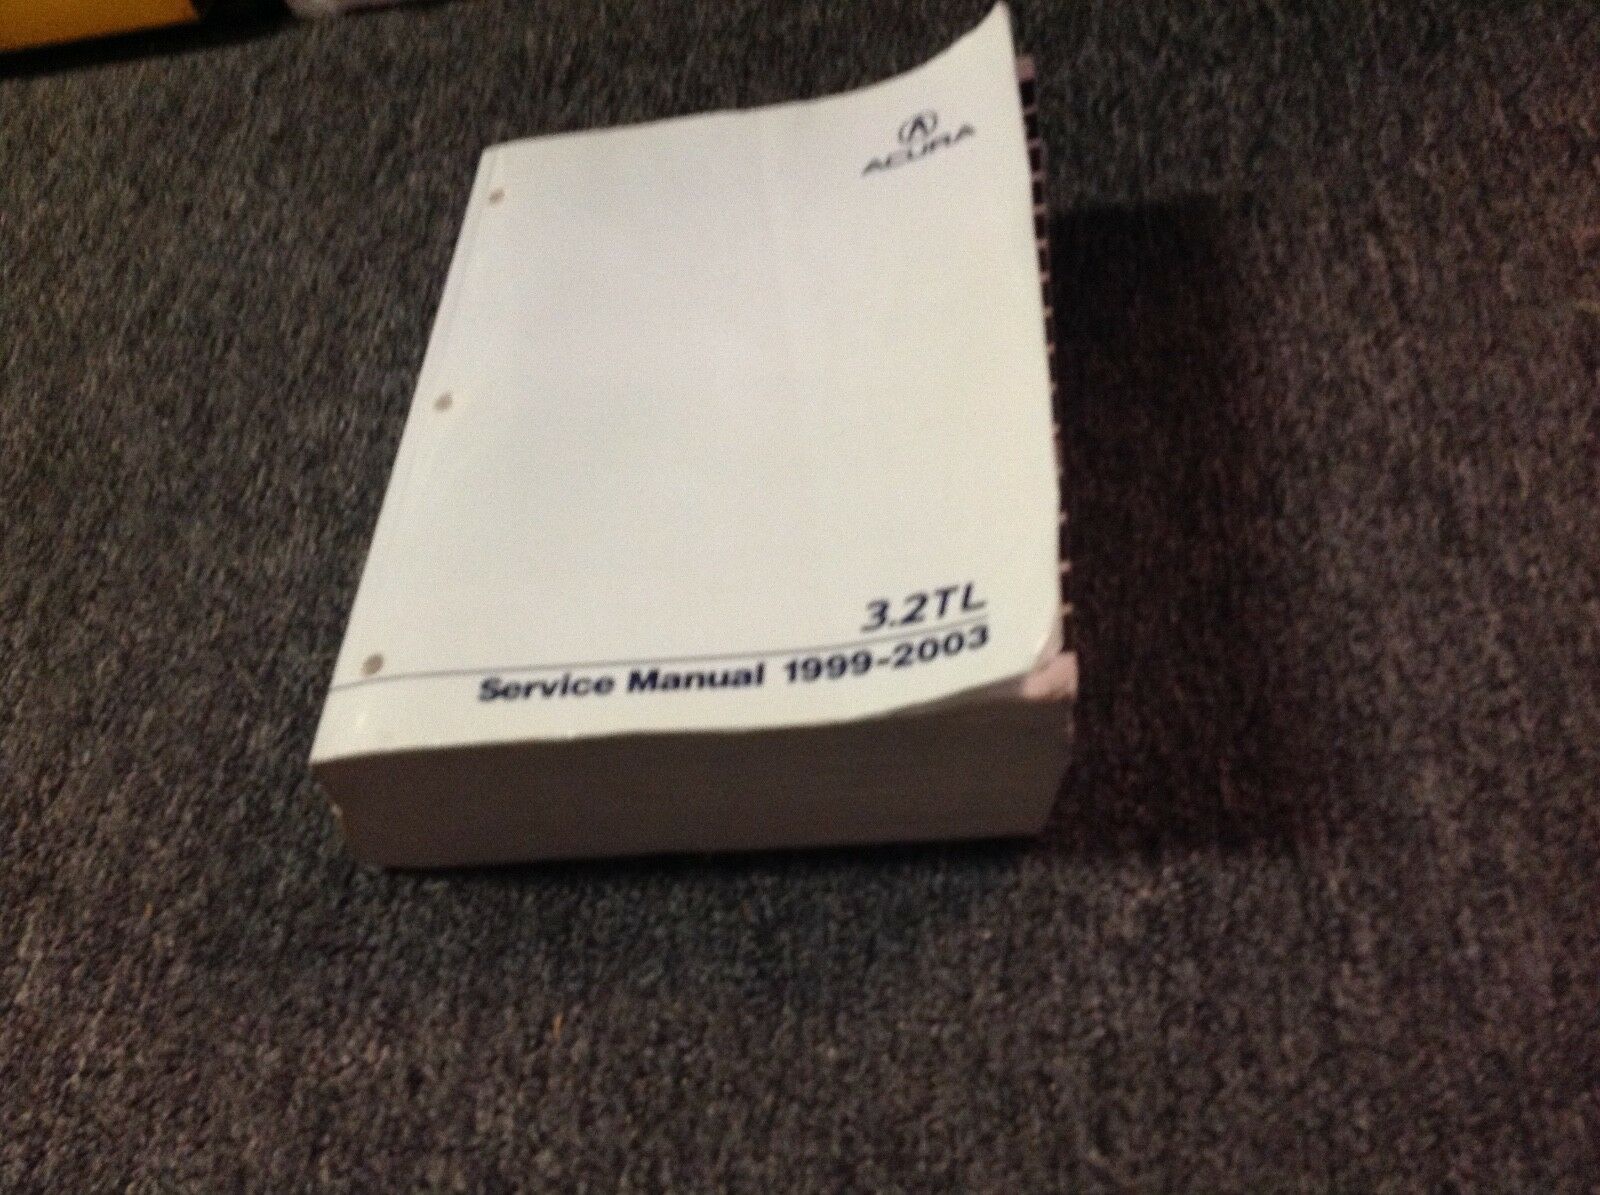 ACURA
3.2TL
Service Manual 1999-2003